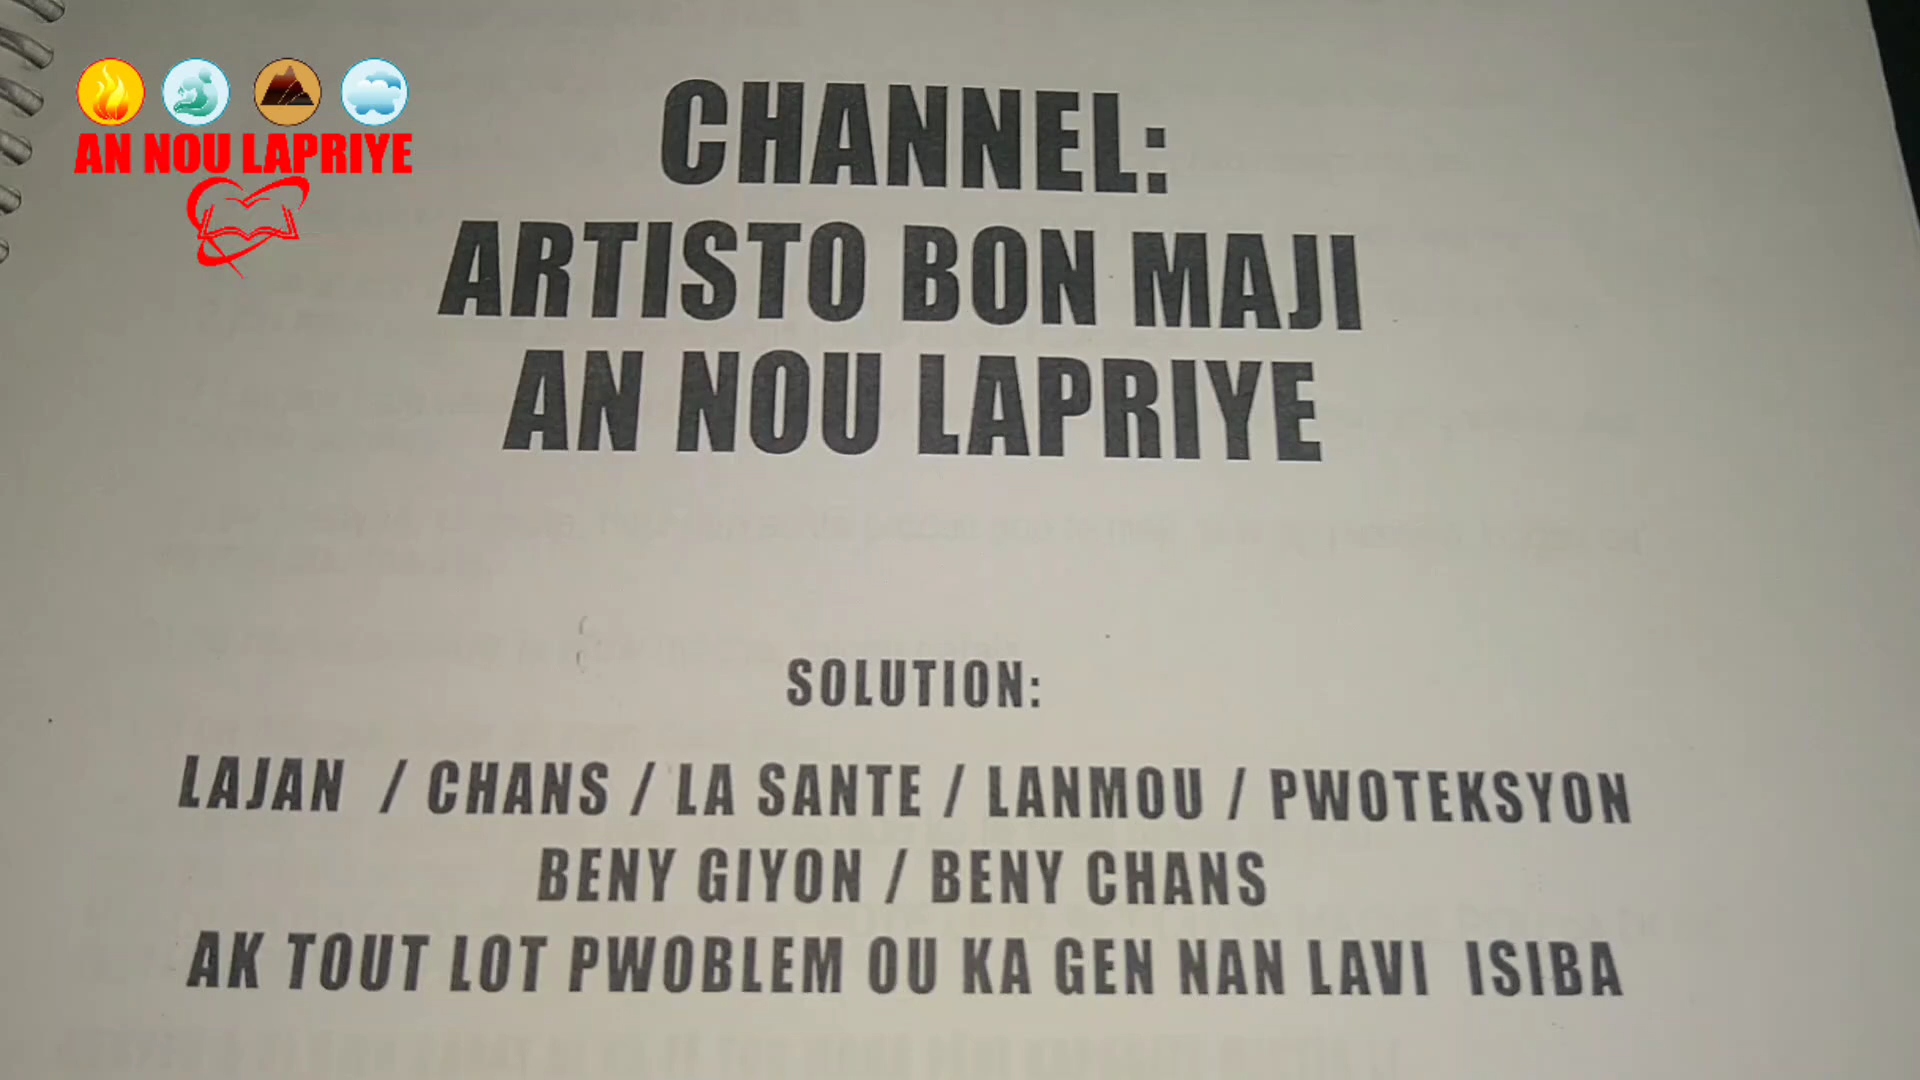 AN NOU LAPRIYE
CHANNEL:
ARTISTO BON MAJI
AN NOU LAPRIYE
SOLUTION:
LAJAN / CHANS / LA SANTE / LANMOU / PWOTEKSYON
BENY GIYON / BENY CHANS
AK TOUT LOT PWOBLEM OU KA GEN NAN LAVI ISIBA